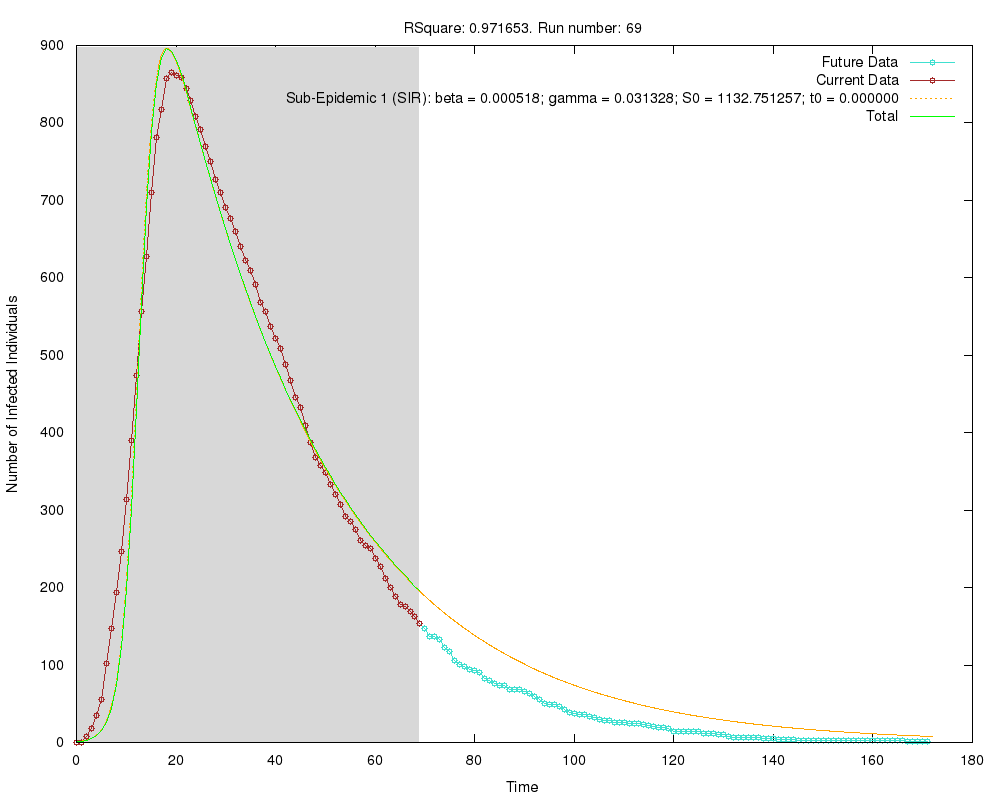 RSquare: 0.971653. Run number: 69
Future Data
Current Data
Sub-Epidemic 1 (SIR): beta = 0.000518; gamma = 0.031328; S0 = 1132.751257; t0 = 0.000000
Total
Number of Infected Individuals
900
800
700
600
500
400
300
200
100
0
0 20 40 60 80 100 120 140 160 180
Time